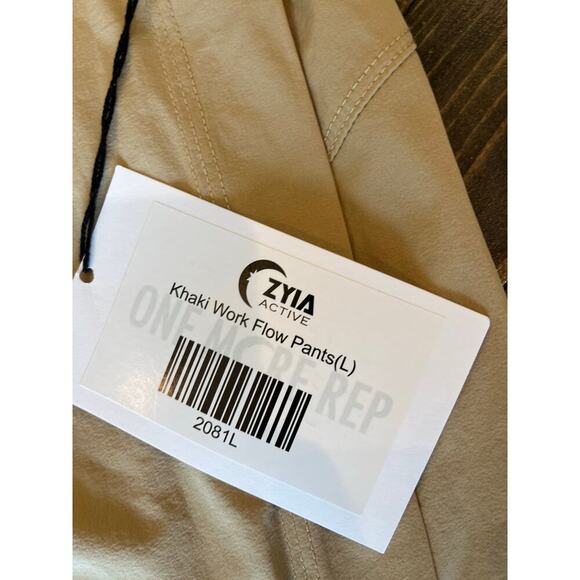 ZYIA
ACTIVE
Khaki Work Flow Pants(L)
ONE MORE REP
2081L